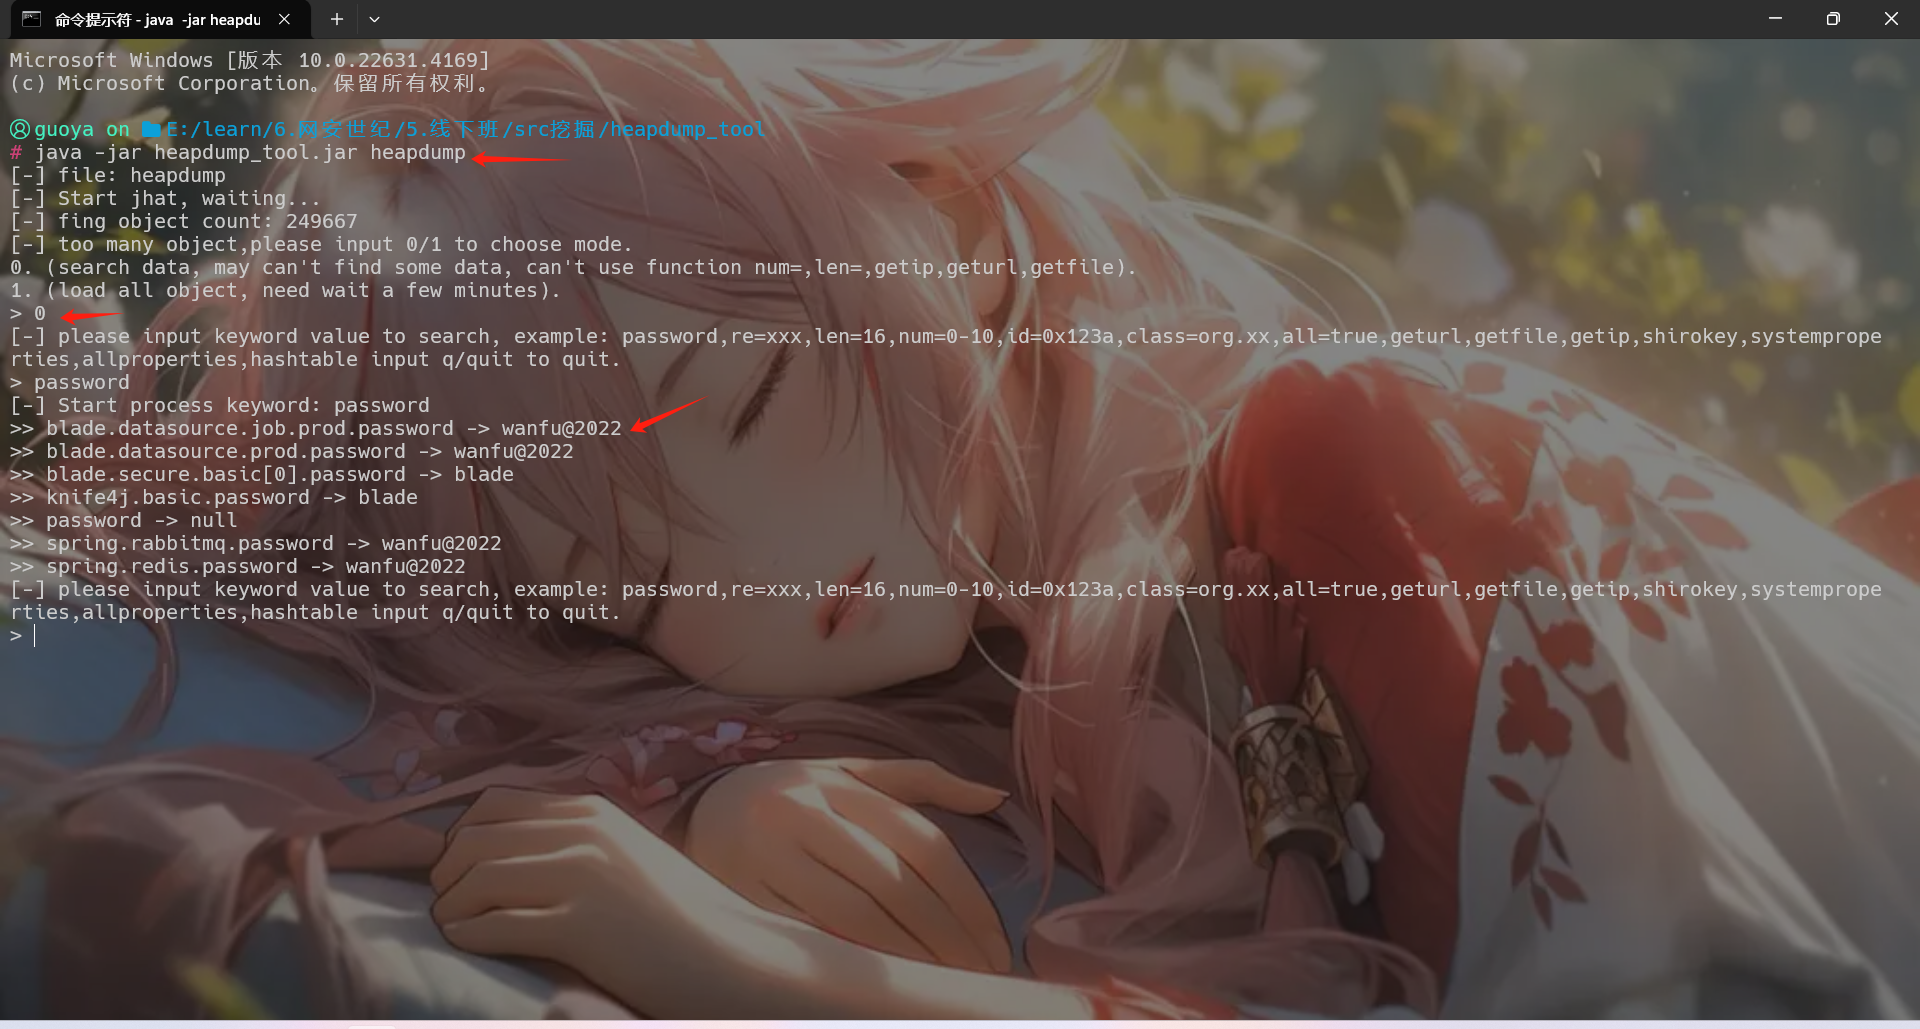 命令提示符 - java -jar heapdu
Microsoft Windows [版本 10.0.22631.4169]
(c) Microsoft Corporation。保留所有权利。
guoya on E:/learn/6.网安世纪/5.线下班/src挖掘/heapdump_tool
# java -jar heapdump_tool.jar heapdump
[-] file: heapdump
[-] Start jhat, waiting...
[-] fing object count: 249667
[-] too many object,please input 0/1 to choose mode.
0. (search data, may can't find some data, can't use function num=,len=,getip,geturl,getfile).
1. (load all object, need wait a few minutes).
> 0
[-] please input keyword value to search, example: password,re=xxx,len=16,num=0-10,id=0x123a,class=org.xx,all=true,geturl,getfile,getip,shirokey,systemprope
rties,allproperties,hashtable input q/quit to quit.
> password
[-] Start process keyword: password
>> blade.datasource.job.prod.password -> wanfu@2022
>> blade.datasource.prod.password -> wanfu@2022
>> blade.secure.basic[0].password -> blade
>> knife4j.basic.password -> blade
>> password -> null
>> spring.rabbitmq.password -> wanfu@2022
>> spring.redis.password -> wanfu@2022
[-] please input keyword value to search, example: password,re=xxx,len=16,num=0-10,id=0x123a,class=org.xx,all=true,geturl,getfile,getip,shirokey,systemprope
rties,allproperties,hashtable input q/quit to quit.
>